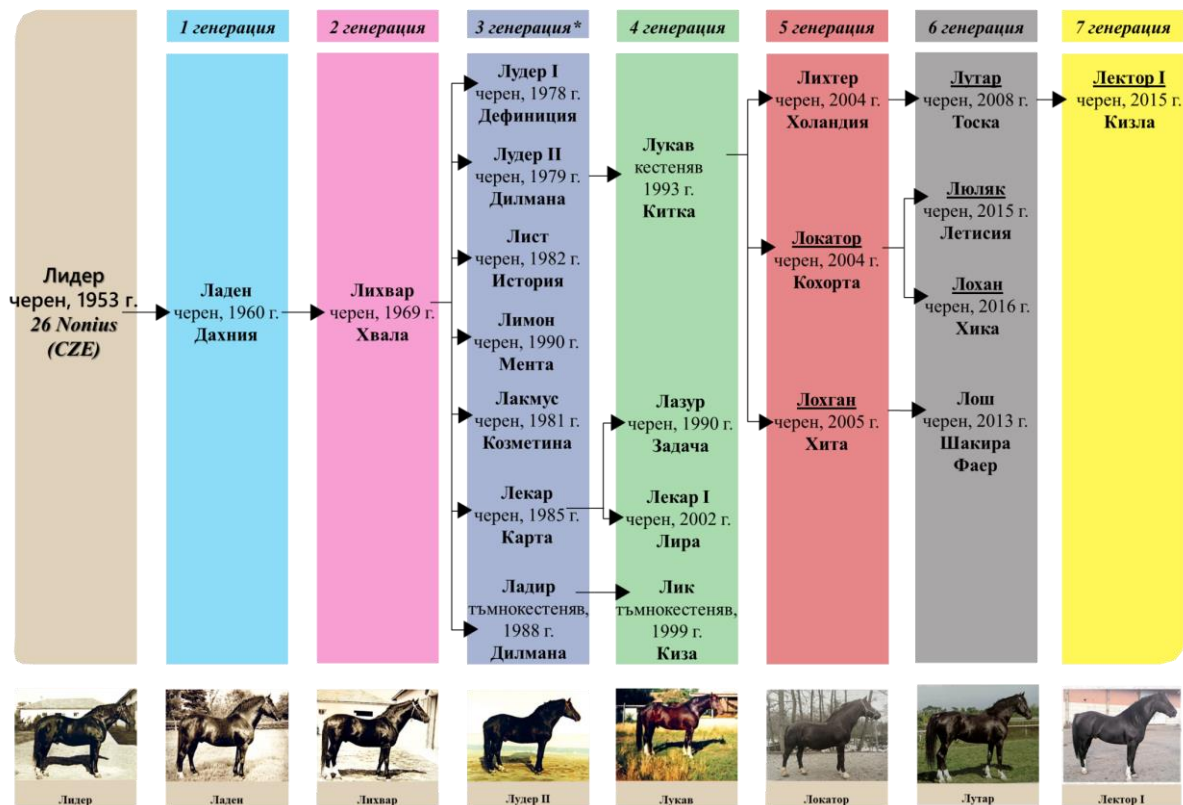 1 генерация
2 генерация
3 генерация*
4 генерация
5 генерация
6 генерация
7 генерация
Лидер
черен, 1953 г.
26 Nonius
(CZE)
Ладен
черен, 1960 г.
Дахния
Лихвар
черен, 1969 г.
Хвала
Лудер I
черен, 1978 г.
Дефиниция
Лудер II
черен, 1979 г.
Дилмана
Лист
черен, 1982 г.
История
Лимон
черен, 1990 г.
Мента
Лакмус
черен, 1981 г.
Козметина
Лекар
черен, 1985 г.
Карта
Ладир
тъмнокестеняв,
1988 г.
Дилмана
Лукав
кестеняв
1993 г.
Китка
Лазур
черен, 1990 г.
Задача
Лекар I
черен, 2002 г.
Лира
Лик
тъмнокестеняв,
1999 г.
Киза
Лихтер
черен, 2004 г.
Холандия
Локатор
черен, 2004 г.
Кохорта
Лохган
черен, 2005 г.
Хита
Лутар
черен, 2008 г.
Тоска
Люляк
черен, 2015 г.
Летисия
Лохан
черен, 2016 г.
Хика
Лош
черен, 2013 г.
Шакира
Фаер
Лектор I
черен, 2015 г.
Кизла
Лидер
Ладен
Лихвар
Лудер II
Лукав
Локатор
Лутар
Лектор I